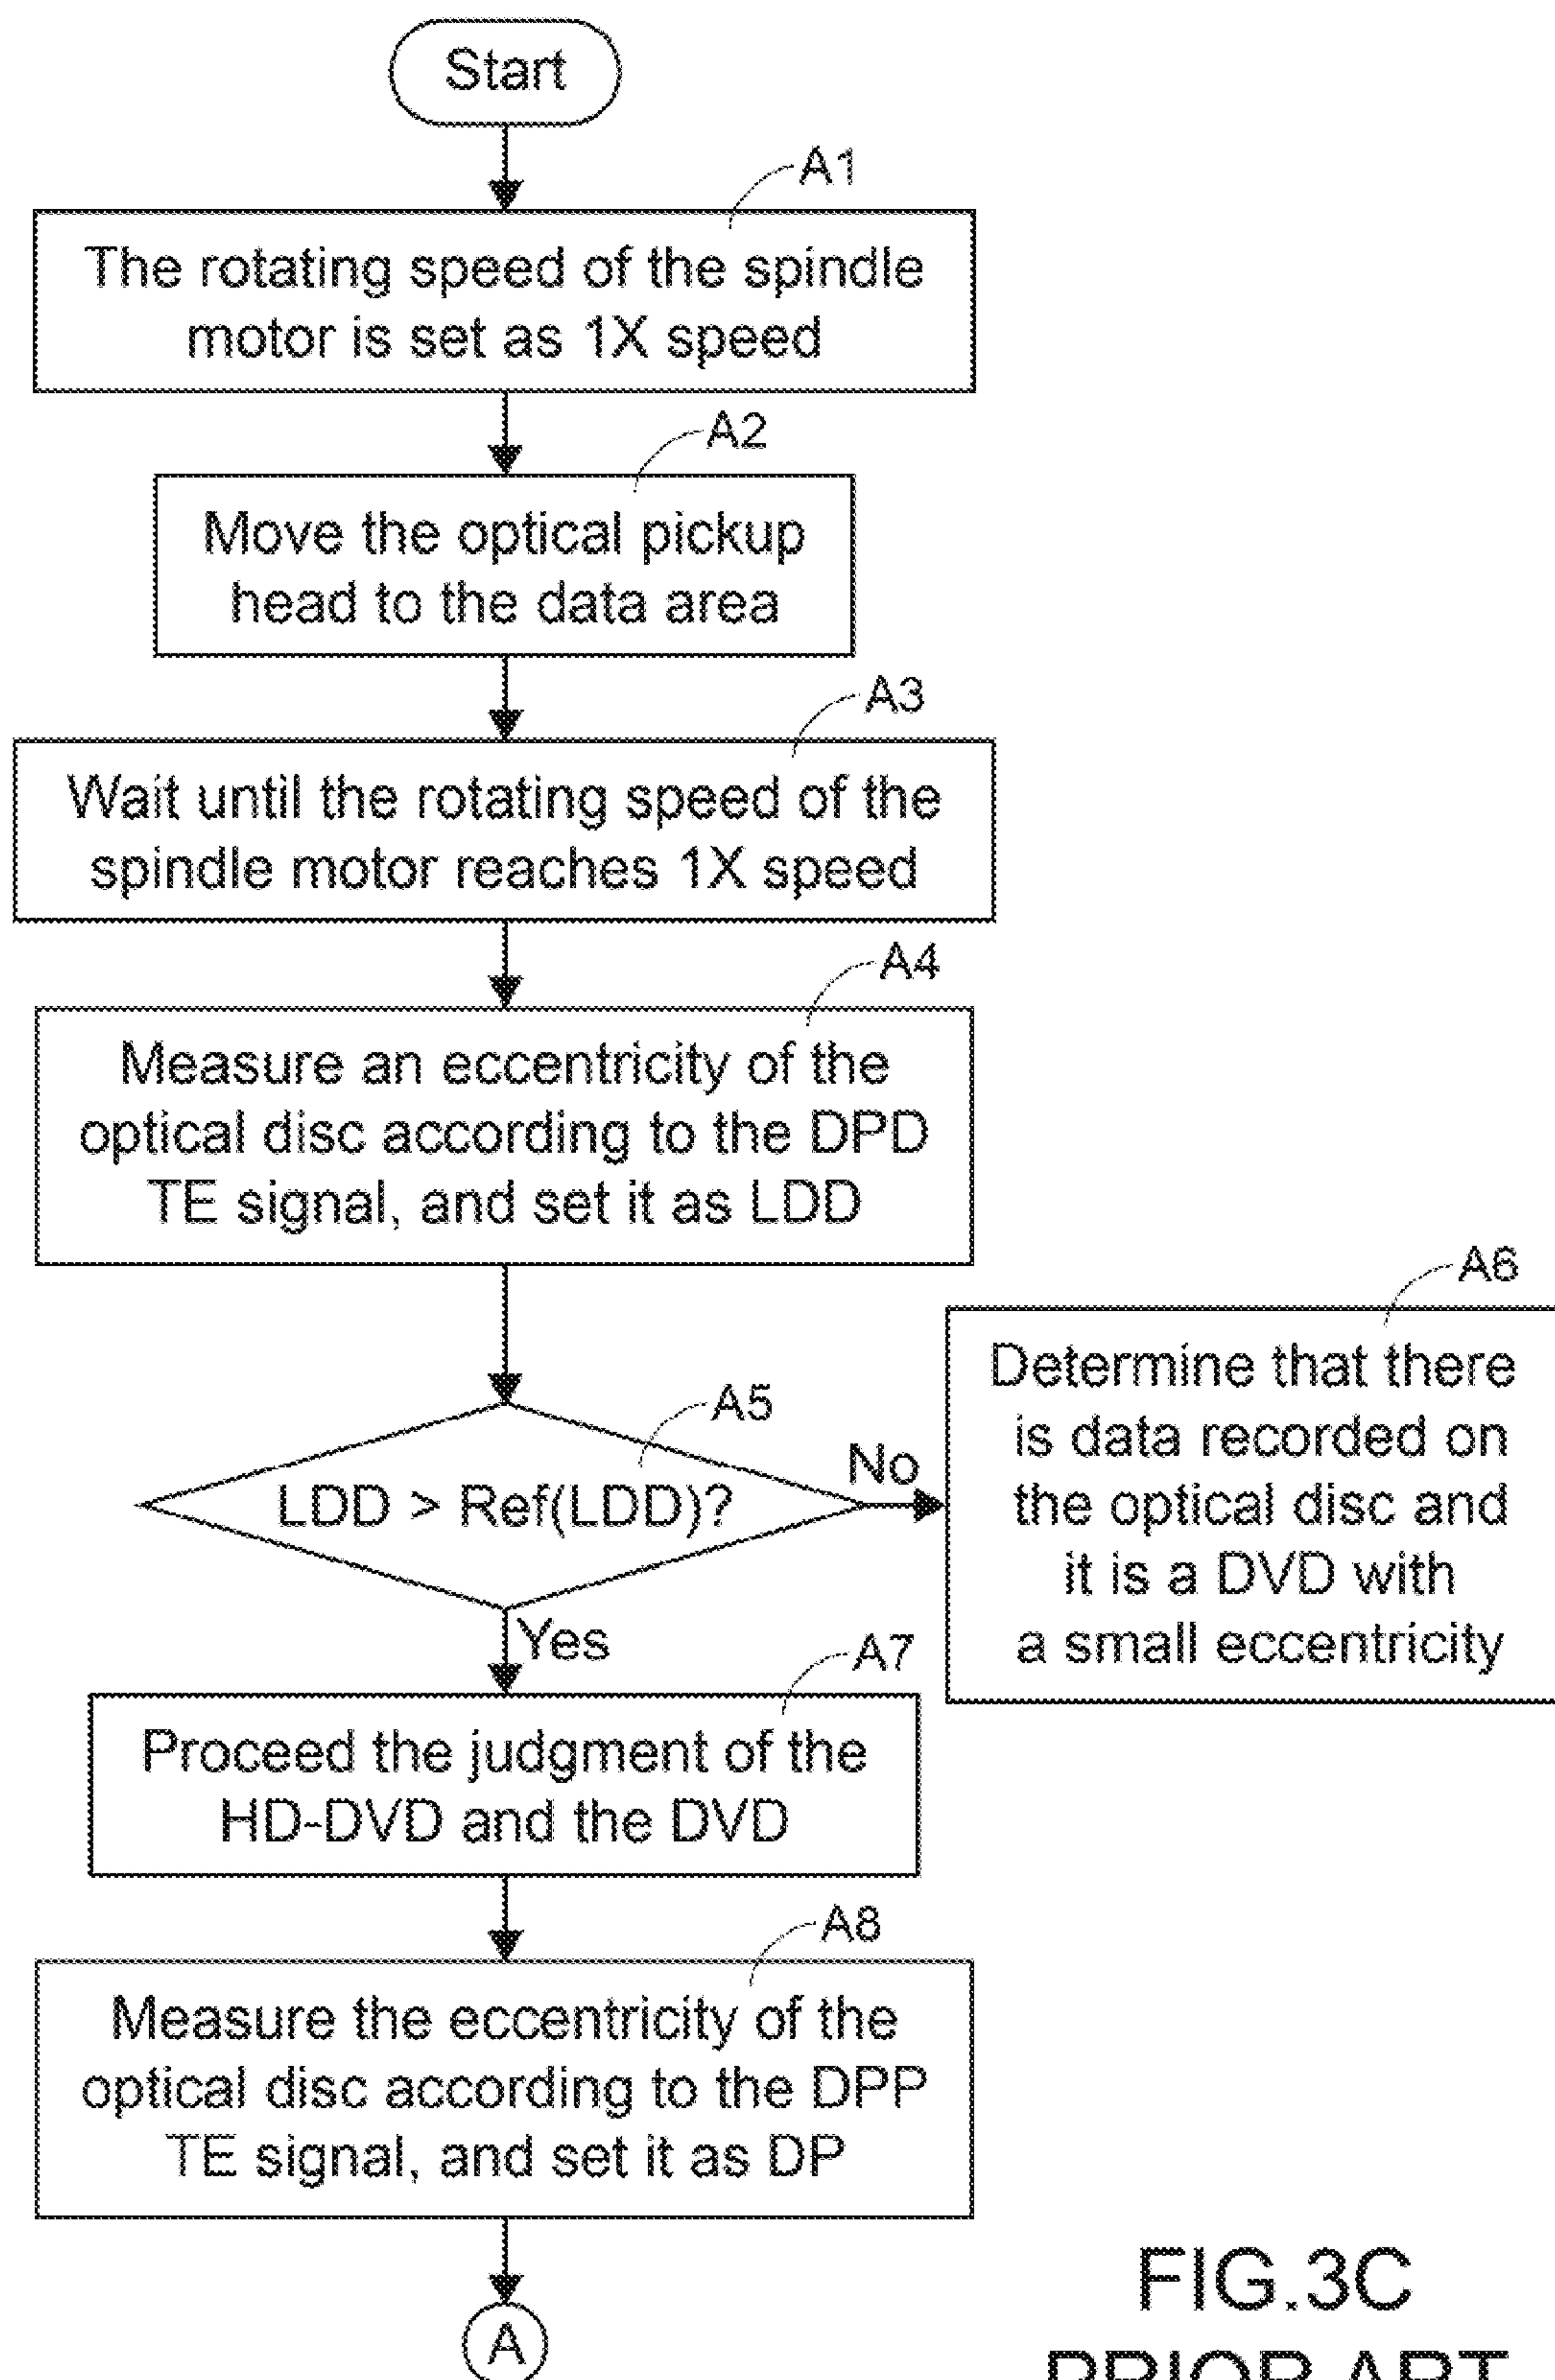 Start
A1
The rotating speed of the spindle
motor is set as 1X speed
A2
Move the optical pickup
head to the data area
A3
Wait until the rotating speed of the
spindle motor reaches 1X speed
A4
Measure an eccentricity of the
optical disc according to the DPD
TE signal, and set it as LDD
A5
LDD > Ref(LDD)?
No
A6
Determine that there
is data recorded on
the optical disc and
it is a DVD with
a small eccentricity
Yes
A7
Proceed the judgment of the
HD-DVD and the DVD
A8
Measure the eccentricity of the
optical disc according to the DPP
TE signal, and set it as DP
A
FIG.3C
PRIOR ART